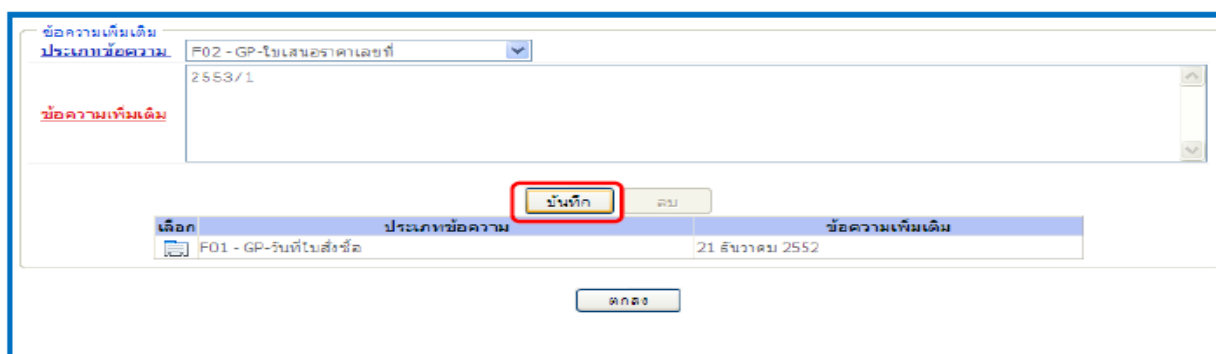 ข้อความเพิ่มเติม
ประเภทข้อความ F02 - GP-ใบเสนอราคาเลขที่
2553/1
ข้อความเพิ่มเติม
บันทึก ลบ
เลือก ประเภทข้อความ ข้อความเพิ่มเติม
F01 - GP-วันที่ใบสั่งซื้อ 21 ธันวาคม 2552
ตกลง